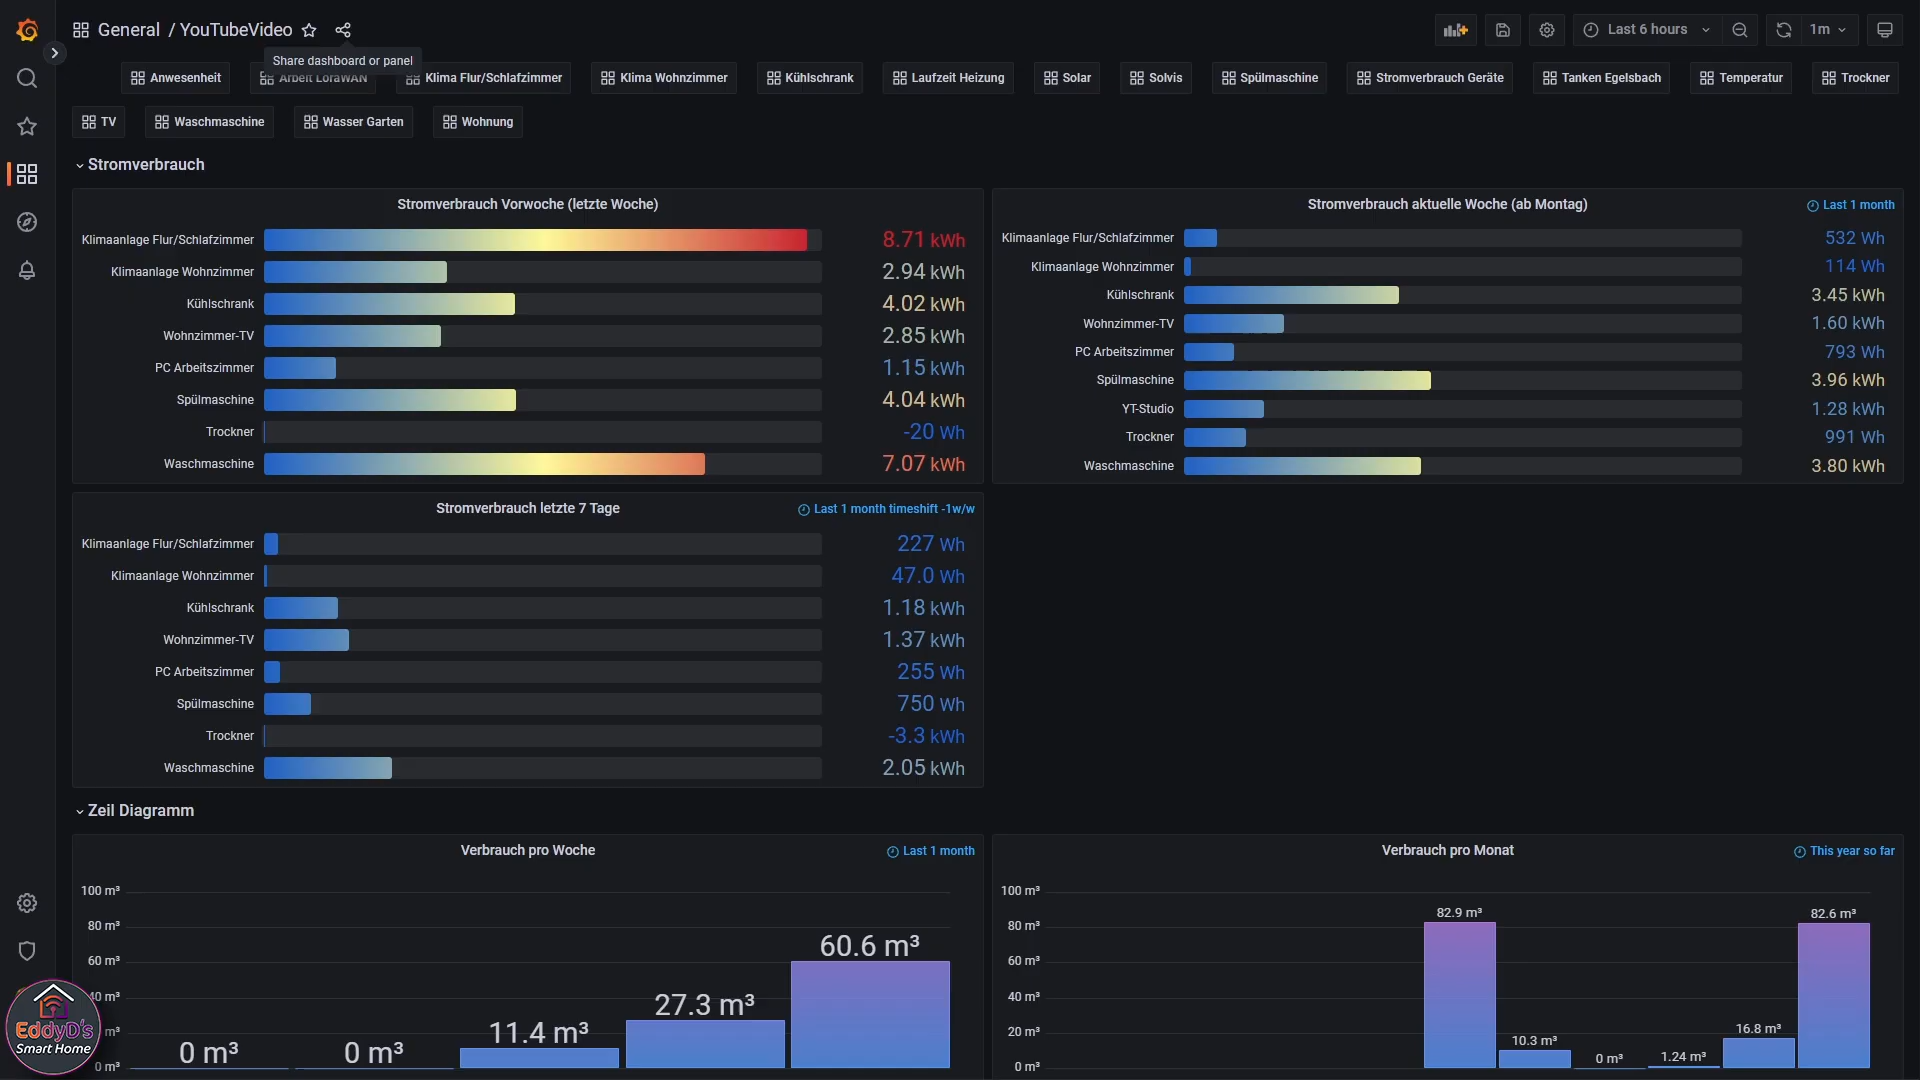 General / YouTubeVideo
Last 6 hours
1m
Share dashboard or panel
Anwesenheit
Arbeit LoraWAN
Klima Flur/Schlafzimmer
Klima Wohnzimmer
Kühlschrank
Laufzeit Heizung
Solar
Solvis
Spülmaschine
Stromverbrauch Geräte
Tanken Egelsbach
Temperatur
Trockner
TV
Waschmaschine
Wasser Garten
Wohnung
Stromverbrauch
Stromverbrauch Vorwoche (letzte Woche)
Klimaanlage Flur/Schlafzimmer 8.71 kWh
Klimaanlage Wohnzimmer 2.94 kWh
Kühlschrank 4.02 kWh
Wohnzimmer-TV 2.85 kWh
PC Arbeitszimmer 1.15 kWh
Spülmaschine 4.04 kWh
Trockner -20 Wh
Waschmaschine 7.07 kWh
Stromverbrauch aktuelle Woche (ab Montag)
Last 1 month
Klimaanlage Flur/Schlafzimmer 532 Wh
Klimaanlage Wohnzimmer 114 Wh
Kühlschrank 3.45 kWh
Wohnzimmer-TV 1.60 kWh
PC Arbeitszimmer 793 Wh
Spülmaschine 3.96 kWh
YT-Studio 1.28 kWh
Trockner 991 Wh
Waschmaschine 3.80 kWh
Stromverbrauch letzte 7 Tage
Last 1 month timeshift -1w/w
Klimaanlage Flur/Schlafzimmer 227 Wh
Klimaanlage Wohnzimmer 47.0 Wh
Kühlschrank 1.18 kWh
Wohnzimmer-TV 1.37 kWh
PC Arbeitszimmer 255 Wh
Spülmaschine 750 Wh
Trockner -3.3 kWh
Waschmaschine 2.05 kWh
Zeil Diagramm
Verbrauch pro Woche
Last 1 month
100 m³
80 m³
60 m³
40 m³
m³
0 m³
0 m³
0 m³
11.4 m³
27.3 m³
60.6 m³
Verbrauch pro Monat
This year so far
100 m³
80 m³
60 m³
40 m³
20 m³
0 m³
82.9 m³
10.3 m³
0 m³
1.24 m³
16.8 m³
82.6 m³
EddyD's
Smart Home